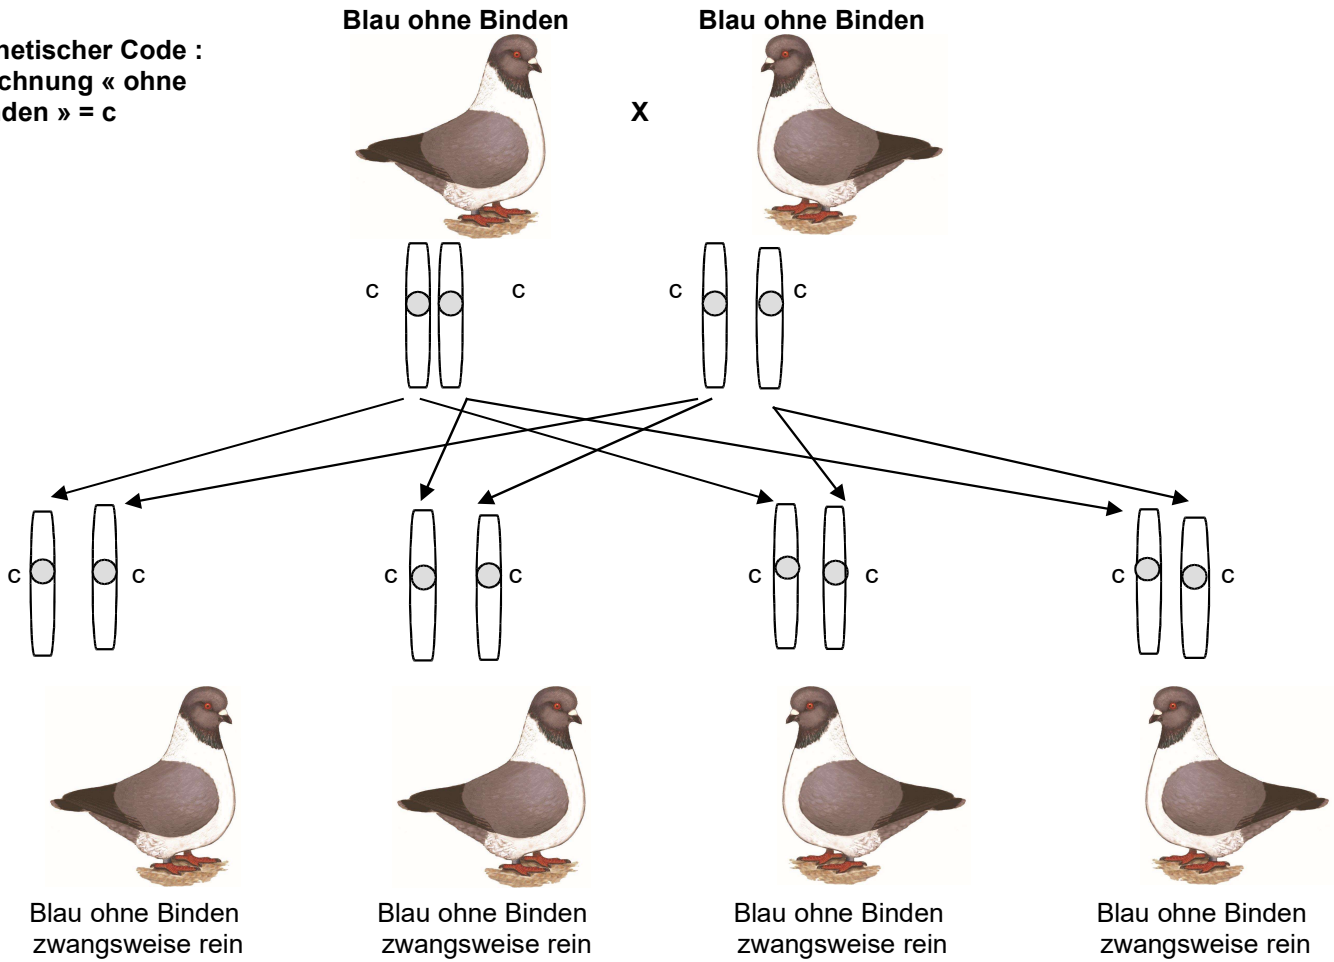 Blau ohne Binden
Blau ohne Binden
netischer Code :
chnung « ohne
den » = c
X
c
c
c
c
c
c
c
c
c
c
c
c
Blau ohne Binden
zwangsweise rein
Blau ohne Binden
zwangsweise rein
Blau ohne Binden
zwangsweise rein
Blau ohne Binden
zwangsweise rein